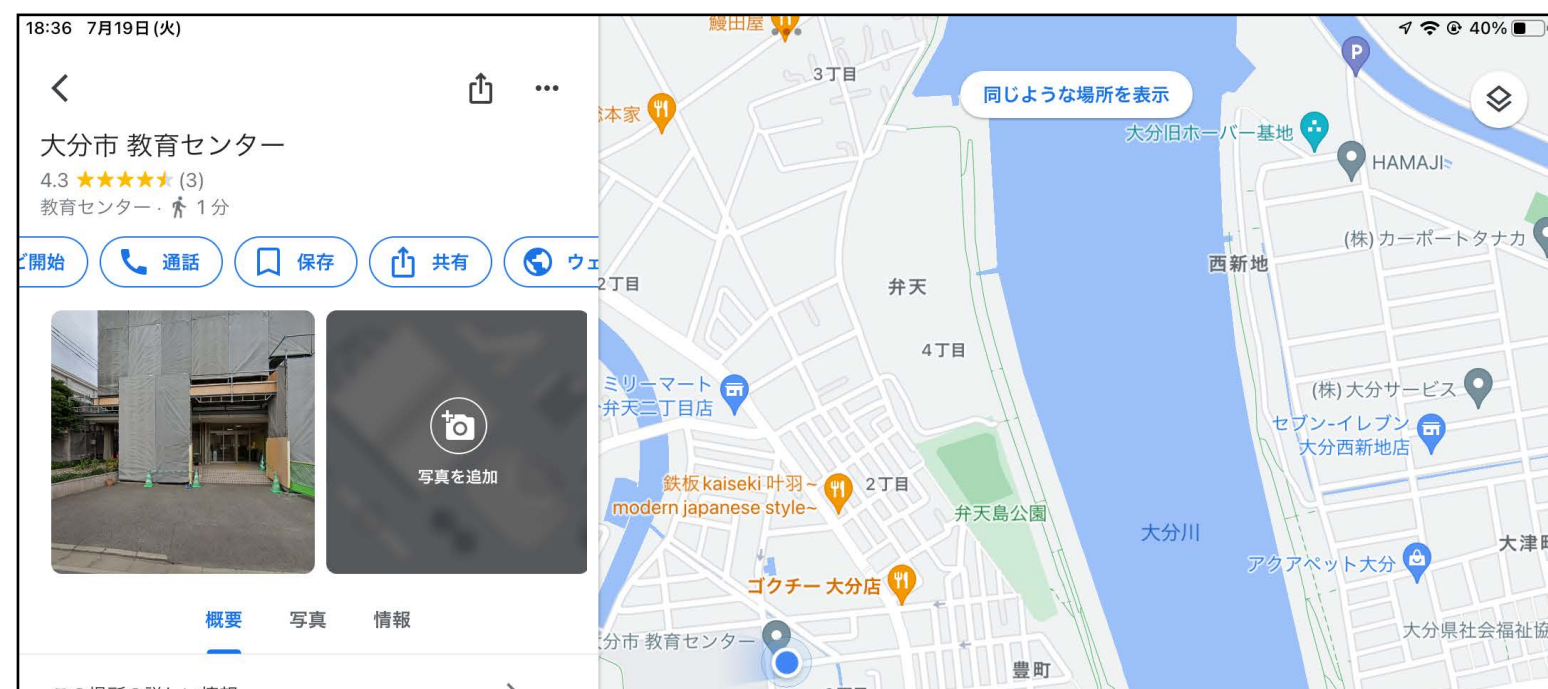 18:36 7月19日(火)
40%
大分市 教育センター
4.3 ★★★★★ (3)
教育センター · 1分
開始
通話
保存
共有
ウェ
写真を追加
概要
写真
情報
鰻田屋
3丁目
同じような場所を表示
P
本家
大分旧ホーバー基地
HAMAJI
(株)カーポートタナカ
西新地
2丁目
弁天
4丁目
ミリーマート
弁天二丁目店
(株)大分サービス
セブン-イレブン
大分西新地店
鉄板kaiseki 叶羽~
modern japanese style~
2丁目
弁天島公園
大分川
大津町
アクアペット大分
ゴクチー 大分店
分市 教育センター
大分県社会福祉協
豊町